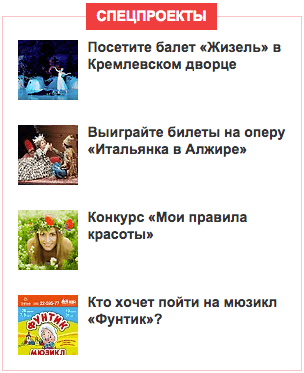 СПЕЦПРОЕКТЫ
Посетите балет «Жизель» в
Кремлевском дворце
Выиграйте билеты на оперу
«Итальянка в Алжире»
Конкурс «Мои правила
красоты»
Кто хочет пойти на мюзикл
«Фунтик»?
ФУНТИК
МЮЗИКЛ